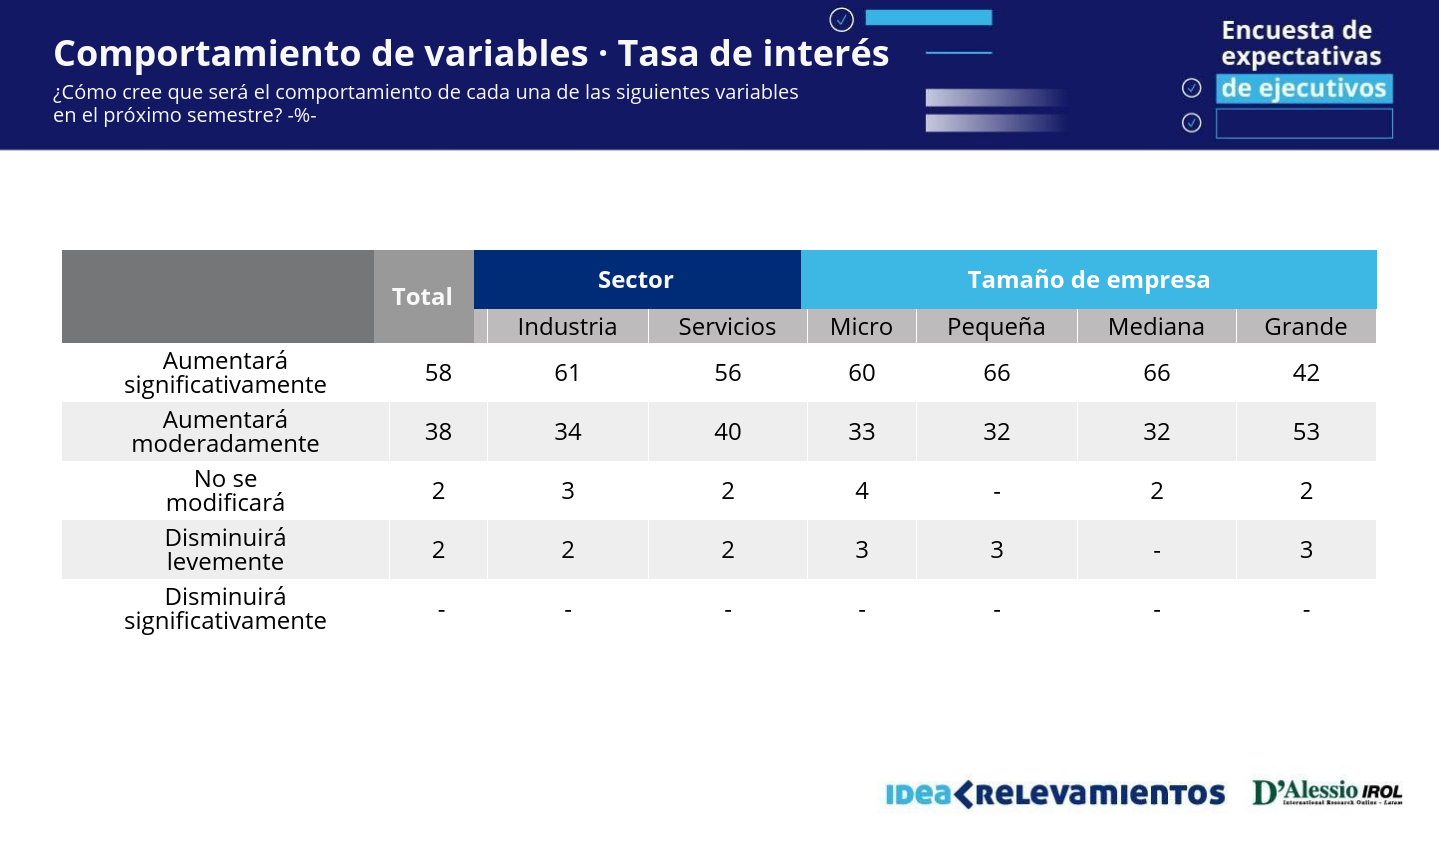 Comportamiento de variables · Tasa de interés
¿Cómo cree que será el comportamiento de cada una de las siguientes variables
en el próximo semestre? -%-
Encuesta de
expectativas
de ejecutivos
Total Sector Tamaño de empresa
Industria Servicios Micro Pequeña Mediana Grande
Aumentará
significativamente 58 61 56 60 66 66 42
Aumentará
moderadamente 38 34 40 33 32 32 53
No se
modificará 2 3 2 4 - 2 2
Disminuirá
levemente 2 2 2 3 3 - 3
Disminuirá
significativamente - - - - - - -
IDEA RELEVAMIENTOS D'Alessio IROL
International Research Online - Latam